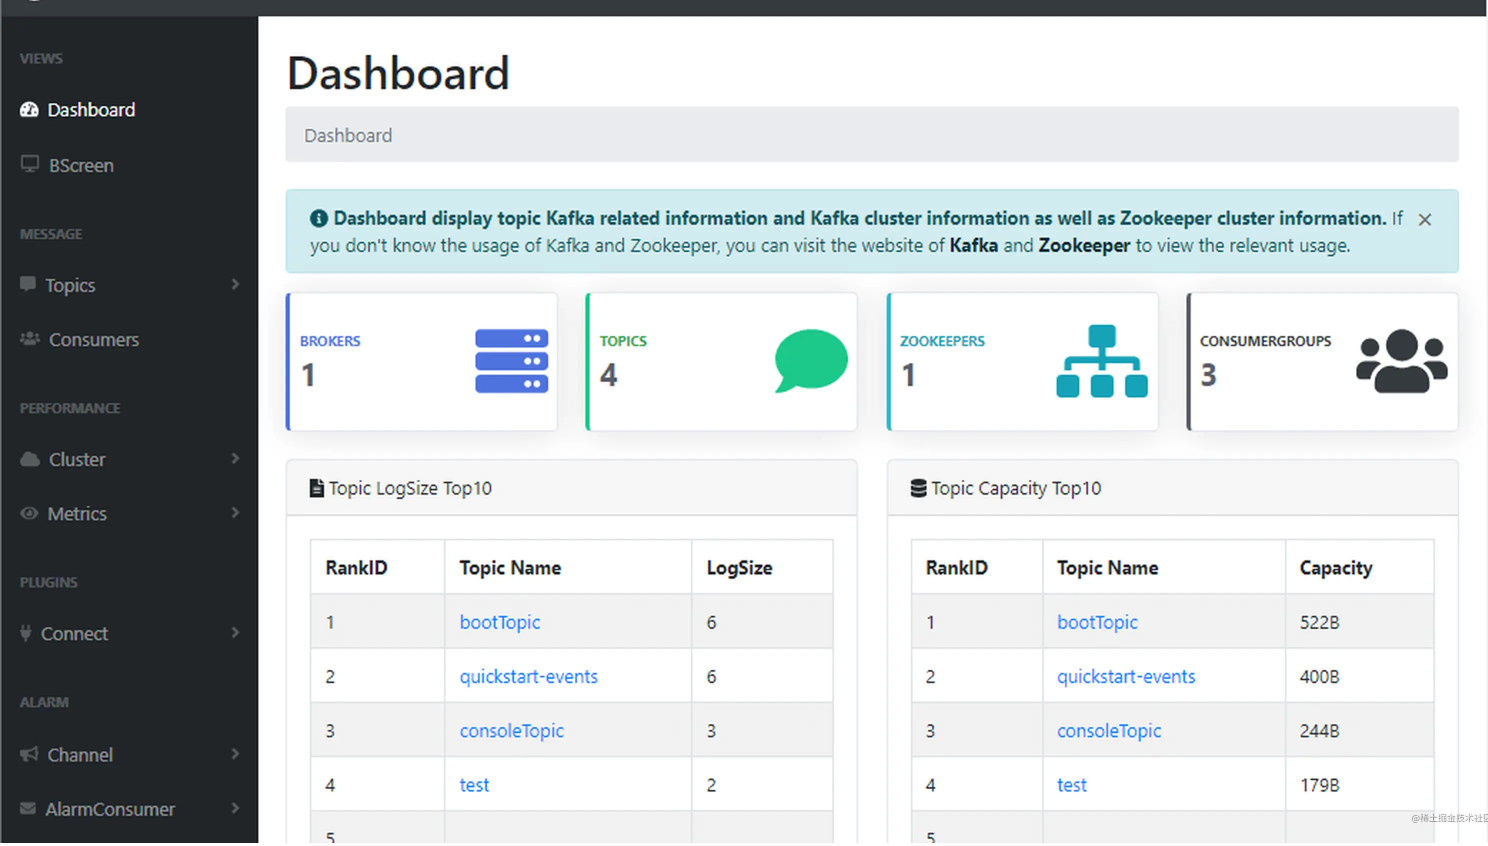 VIEWS
Dashboard
BScreen
MESSAGE
Topics
Consumers
PERFORMANCE
Cluster
Metrics
PLUGINS
Connect
ALARM
Channel
AlarmConsumer
Dashboard
Dashboard
Dashboard display topic Kafka related information and Kafka cluster information as well as Zookeeper cluster information. If
you don't know the usage of Kafka and Zookeeper, you can visit the website of Kafka and Zookeeper to view the relevant usage.
BROKERS
1
TOPICS
4
ZOOKEEPERS
1
CONSUMERGROUPS
3
Topic LogSize Top10
RankID Topic Name LogSize
1 bootTopic 6
2 quickstart-events 6
3 consoleTopic 3
4 test 2
5
Topic Capacity Top10
RankID Topic Name Capacity
1 bootTopic 522B
2 quickstart-events 400B
3 consoleTopic 244B
4 test 179B
5
@稀土掘金技术社区